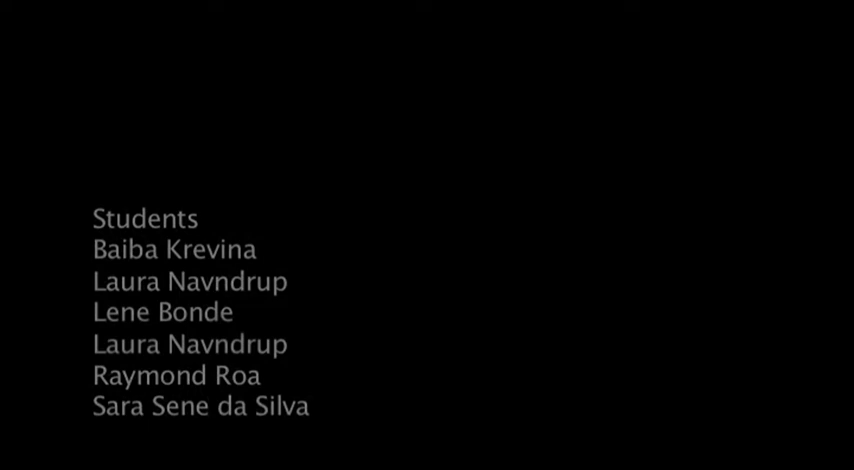 Students
Baiba Krevina
Laura Navndrup
Lene Bonde
Laura Navndrup
Raymond Roa
Sara Sene da Silva